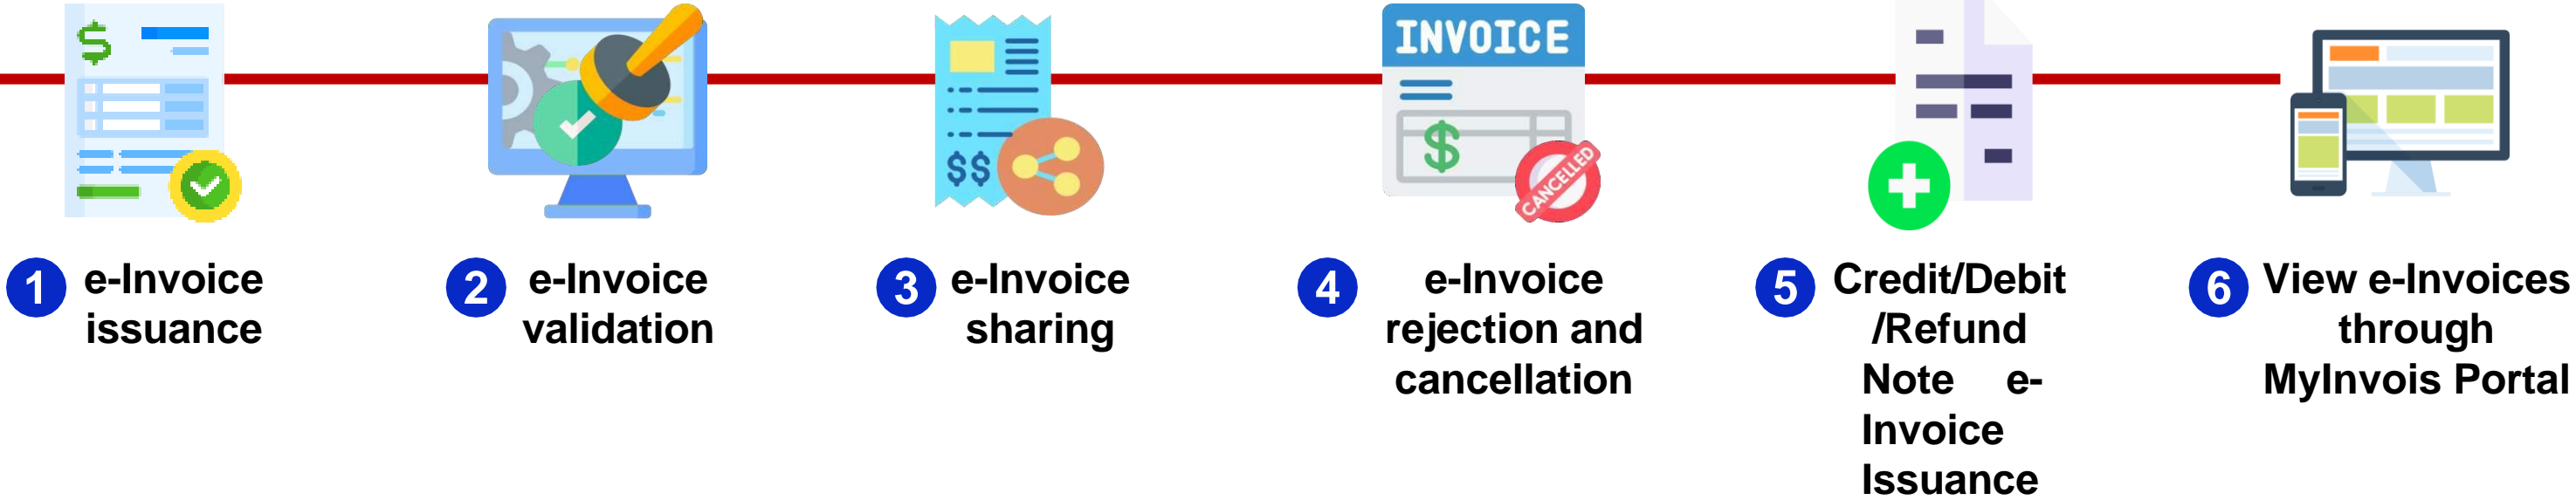 $
$$
INVOICE
$
CANCELLED
1
e-Invoice
issuance
2
e-Invoice
validation
3
e-Invoice
sharing
4
e-Invoice
rejection and
cancellation
5
Credit/Debit
/Refund
Note e-
Invoice
Issuance
6
View e-Invoices
through
MyInvois Portal